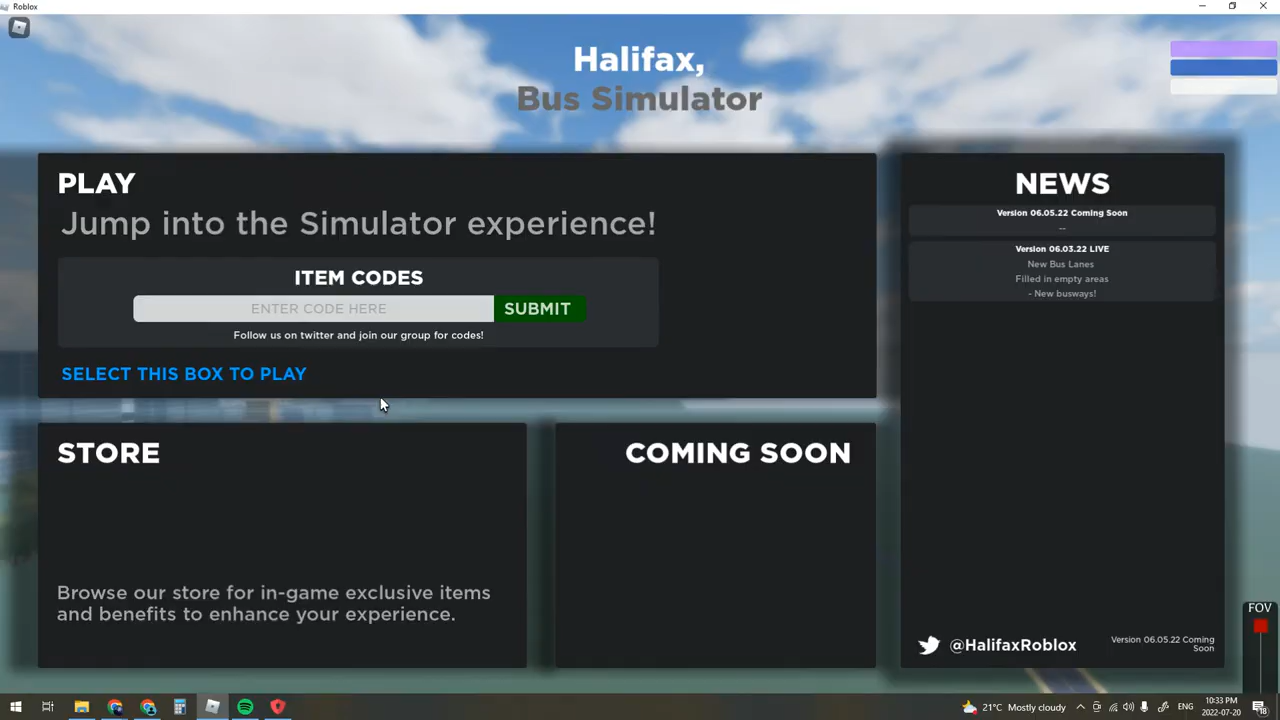 Roblox
Halifax,
Bus Simulator
PLAY
Jump into the Simulator experience!
ITEM CODES
ENTER CODE HERE
SUBMIT
Follow us on twitter and join our group for codes!
SELECT THIS BOX TO PLAY
NEWS
Version 06.05.22 Coming Soon
--
Version 06.03.22 LIVE
New Bus Lanes
Filled in empty areas
- New busways!
STORE
Browse our store for in-game exclusive items
and benefits to enhance your experience.
COMING SOON
@HalifaxRoblox
Version 06.05.22 Coming
Soon
FOV
21°C Mostly cloudy
ENG
10:33 PM
2022-07-20
18